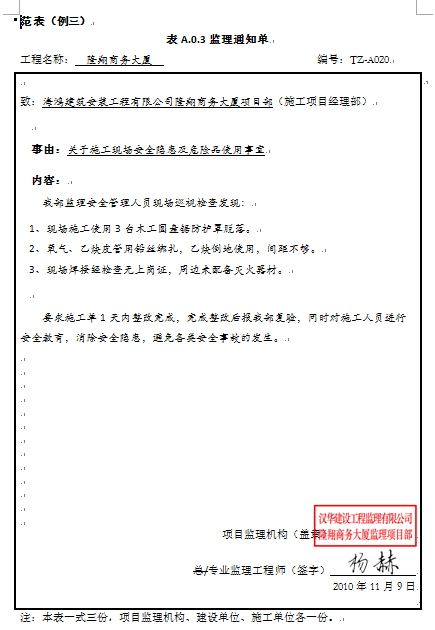 范表（例三）
表 A.0.3 监理通知单
工程名称： 隆翔商务大厦 编号：TZ-A020
致：海鸿建筑安装工程有限公司隆翔商务大厦项目部（施工项目经理部）
事由：关于施工现场安全隐患及危险品使用事宜
内容：
我部监理安全管理人员现场巡视检查发现：
1、现场施工使用 3 台木工圆盘锯防护罩脱落。
2、氧气、乙炔皮管用铅丝绑扎，乙炔倒地使用，间距不够。
3、现场焊接经检查无上岗证，周边未配备灭火器材。
要求施工单 1 天内整改完成，完成整改后报我部复验，同时对施工人员进行
安全教育，消除安全隐患，避免各类安全事故的发生。
汉华建设工程监理有限公司
隆翔商务大厦监理项目部
项目监理机构（盖章
总/专业监理工程师（签字） 杨赫
2010 年 11 月 9 日
注：本表一式三份，项目监理机构、建设单位、施工单位各一份。